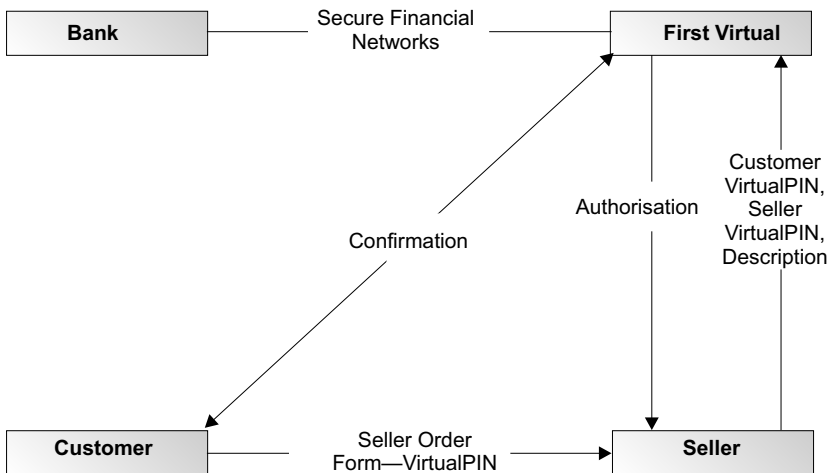 Bank
Secure Financial
Networks
First Virtual
Customer
VirtualPIN,
Seller
VirtualPIN,
Description
Authorisation
Confirmation
Customer
Seller Order
Form—VirtualPIN
Seller